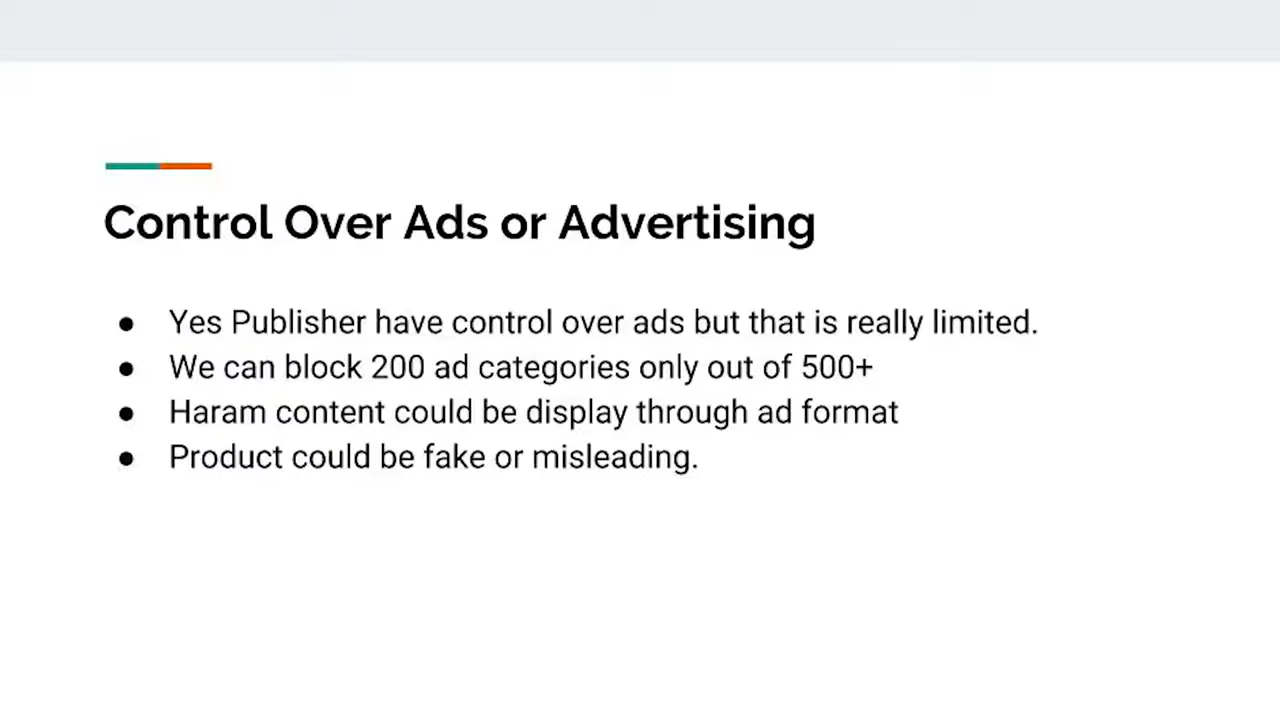 Control Over Ads or Advertising
● Yes Publisher have control over ads but that is really limited.
● We can block 200 ad categories only out of 500+
● Haram content could be display through ad format
● Product could be fake or misleading.